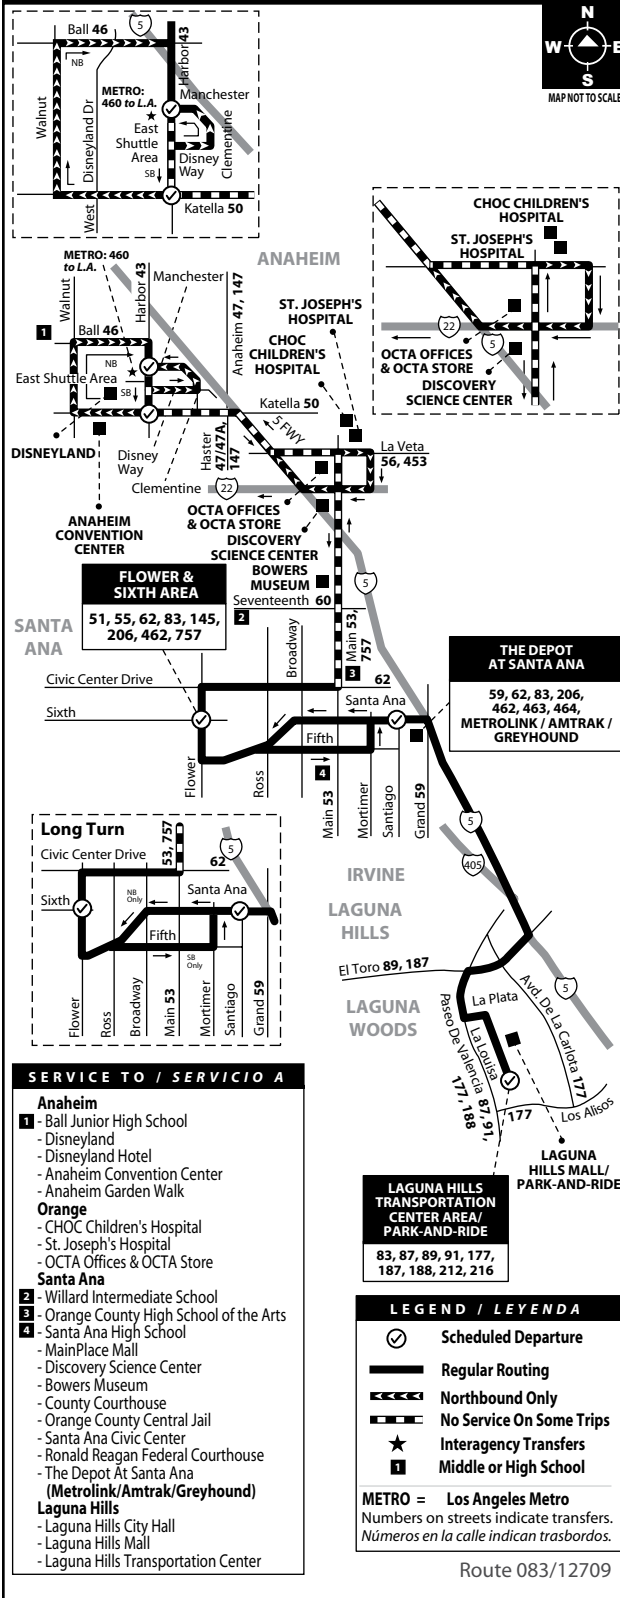 Ball 46
5
NB
Harbor 43
Walnut
Disneyland Dr
METRO:
460 to L.A.
Manchester
East
Shuttle
Area
SB
Disney
Way
Clementine
West
Katella 50
N
W E
S
MAP NOT TO SCALE
CHOC CHILDREN'S
HOSPITAL
ST. JOSEPH'S
HOSPITAL
22
5
OCTA OFFICES
& OCTA STORE
DISCOVERY
SCIENCE CENTER
ANAHEIM
METRO: 460
to L.A.
Walnut
Harbor 43
Manchester
Anaheim 47, 147
1
Ball 46
NB
East Shuttle Area
SB
ST. JOSEPH'S
HOSPITAL
CHOC
CHILDREN'S
HOSPITAL
Katella 50
5 FWY
DISNEYLAND
Disney
Way
Haster
47/47A,
147
La Veta
56, 453
Clementine
22
ANAHEIM
CONVENTION
CENTER
OCTA OFFICES
& OCTA STORE
DISCOVERY
SCIENCE CENTER
BOWERS
MUSEUM
5
FLOWER &
SIXTH AREA
51, 55, 62, 83, 145,
206, 462, 757
Seventeenth 60
2
SANTA
ANA
Broadway
Main 53,
757
3
THE DEPOT
AT SANTA ANA
59, 62, 83, 206,
462, 463, 464,
METROLINK / AMTRAK /
GREYHOUND
Civic Center Drive
62
Sixth
Santa Ana
Fifth
4
Flower
Ross
Main 53
Mortimer
Santiago
Grand 59
5
405
Long Turn
53, 757
5
Civic Center Drive
62
Sixth
NB
Only
Santa Ana
Fifth
SB
Only
Flower
Ross
Broadway
Main 53
Mortimer
Santiago
Grand 59
IRVINE
LAGUNA
HILLS
El Toro 89, 187
LAGUNA
WOODS
La Plata
5
Avd. De La Cariota 177
Paseo De Valencia 87, 91,
177, 188
La Louisa
177
Los Alisos
LAGUNA
HILLS MALL/
PARK-AND-RIDE
LAGUNA HILLS
TRANSPORTATION
CENTER AREA/
PARK-AND-RIDE
83, 87, 89, 91, 177,
187, 188, 212, 216
SERVICE TO / SERVICIO A
Anaheim
1 - Ball Junior High School
- Disneyland
- Disneyland Hotel
- Anaheim Convention Center
- Anaheim Garden Walk
Orange
- CHOC Children's Hospital
- St. Joseph's Hospital
- OCTA Offices & OCTA Store
Santa Ana
2 - Willard Intermediate School
3 - Orange County High School of the Arts
4 - Santa Ana High School
- MainPlace Mall
- Discovery Science Center
- Bowers Museum
- County Courthouse
- Orange County Central Jail
- Santa Ana Civic Center
- Ronald Reagan Federal Courthouse
- The Depot At Santa Ana
(Metrolink/Amtrak/Greyhound)
Laguna Hills
- Laguna Hills City Hall
- Laguna Hills Mall
- Laguna Hills Transportation Center
LEGEND / LEYENDA
Scheduled Departure
Regular Routing
Northbound Only
No Service On Some Trips
Interagency Transfers
1 Middle or High School
METRO = Los Angeles Metro
Numbers on streets indicate transfers.
Números en la calle indican trasbordos.
Route 083/12709